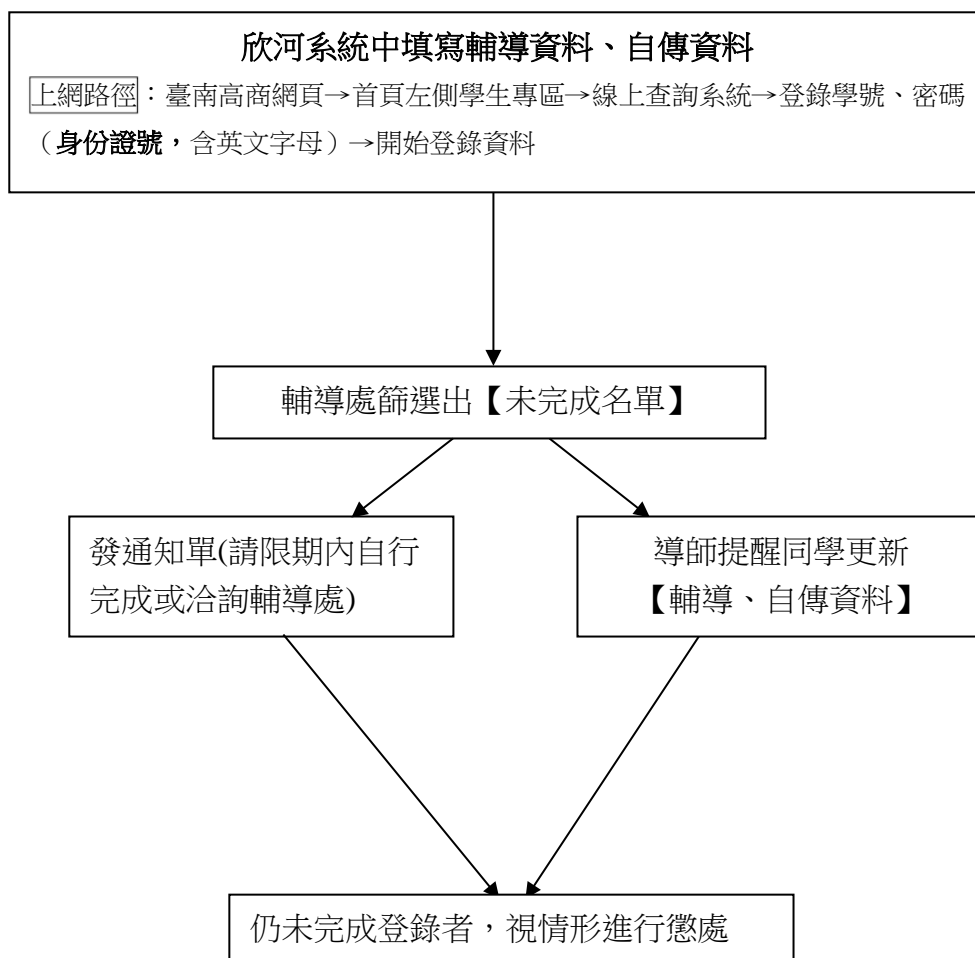 欣河系統中填寫輔導資料、自傳資料
上網路徑：臺南高商網頁→首頁左側學生專區→線上查詢系統→登錄學號、密碼
（身份證號，含英文字母）→開始登錄資料
輔導處篩選出【未完成名單】
發通知單(請限期內自行
完成或洽詢輔導處)
導師提醒同學更新
【輔導、自傳資料】
仍未完成登錄者，視情形進行懲處